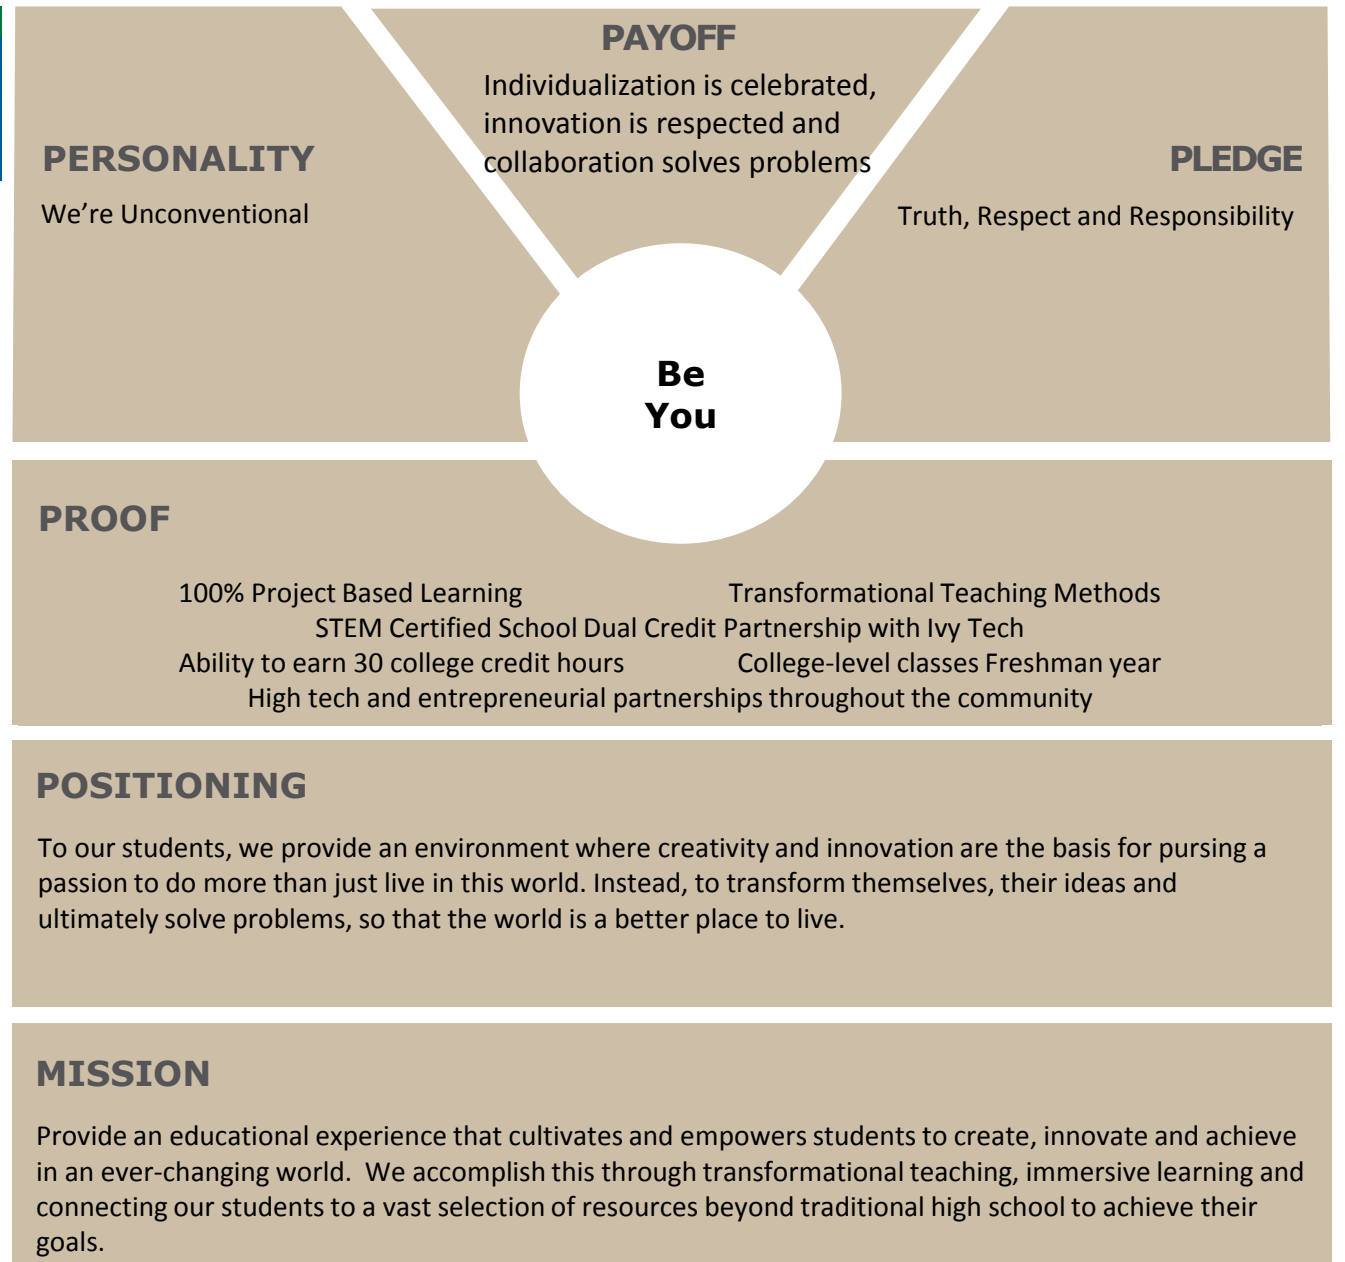 PAYOFF
Individualization is celebrated,
innovation is respected and
collaboration solves problems
PERSONALITY
We’re Unconventional
PLEDGE
Truth, Respect and Responsibility
Be
You
PROOF
100% Project Based Learning Transformational Teaching Methods
STEM Certified School Dual Credit Partnership with Ivy Tech
Ability to earn 30 college credit hours College-level classes Freshman year
High tech and entrepreneurial partnerships throughout the community
POSITIONING
To our students, we provide an environment where creativity and innovation are the basis for pursing a
passion to do more than just live in this world. Instead, to transform themselves, their ideas and
ultimately solve problems, so that the world is a better place to live.
MISSION
Provide an educational experience that cultivates and empowers students to create, innovate and achieve
in an ever-changing world.  We accomplish this through transformational teaching, immersive learning and
connecting our students to a vast selection of resources beyond traditional high school to achieve their
goals.